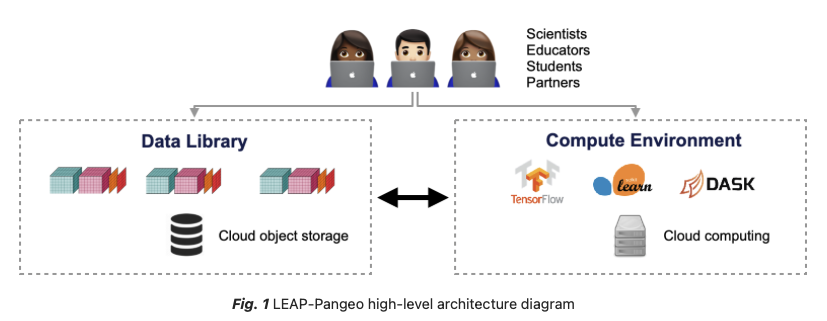 Scientists
Educators
Students
Partners
Data Library
Cloud object storage
Compute Environment
TensorFlow
learn
DASK
Cloud computing
Fig. 1 LEAP-Pangeo high-level architecture diagram